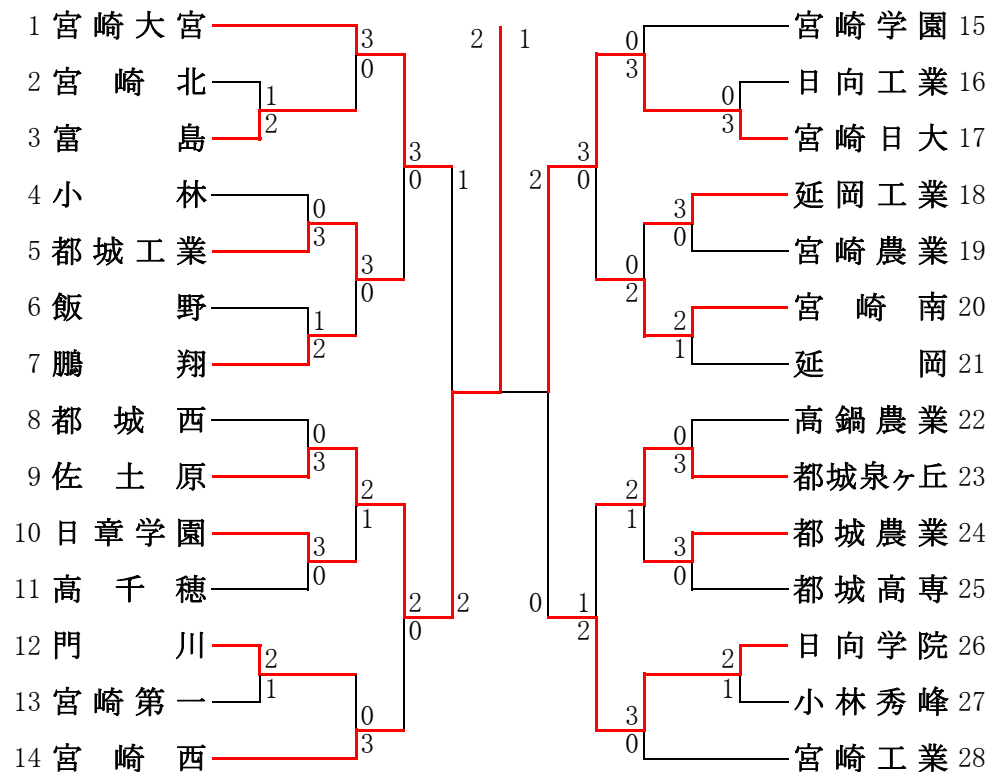 1 宮崎大宮
2 宮崎北
3 富島
4 小林
5 都城工業
6 飯野
7 鵬翔
8 都城西
9 佐土原
10 日章学園
11 高千穂
12 門川
13 宮崎第一
14 宮崎西
3
0
1
2
0
3
3
0
1
2
3
0
0
3
2
1
3
0
2
1
0
3
2
0
1
2
2 1
2
0
3
0
0
3
0
3
3
0
0
2
2
1
1
2
2
1
0
3
3
0
2
1
3
0
宮崎学園 15
日向工業 16
宮崎日大 17
延岡工業 18
宮崎農業 19
宮崎南 20
延岡 21
高鍋農業 22
都城泉ヶ丘 23
都城農業 24
都城高専 25
日向学院 26
小林秀峰 27
宮崎工業 28